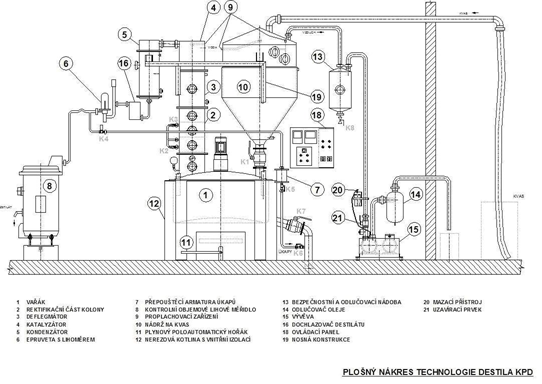 4
9
KVAS
5
13
6
16
3
10
19
18
K5
K3
2
K4
K2
K1
8
1
7
20
14
KVAS
K6
12
21
K7
15
11
ÚKAPY
K6
1 VAŘÁK
2 REKTIFIKAČNÍ ČÁST KOLONY
3 DEFLEGMÁTOR
4 KATALYZÁTOR
5 KONDENZÁTOR
6 EPRUVETA S LIHOMĚREM
7 PŘEPOUŠTĚCÍ ARMATURA ÚKAPŮ
8 KONTROLNÍ OBJEMOVÉ LIHOVÉ MĚŘIDLO
9 PROPLACHOVACÍ ZAŘÍZENÍ
10 NÁDRŽ NA KVAS
11 PLYNOVÝ POLOAUTOMATICKÝ HOŘÁK
12 NEREZOVÁ KOTLINA S VNITŘNÍ IZOLACÍ
13 BEZPEČNOSTNÍ A ODLUČOVACÍ NÁDOBA
14 ODLUČOVAČ OLEJE
15 VÝVĚVA
16 DOCHLAZOVAČ DESTILÁTU
18 OVLÁDACÍ PANEL
19 NOSNÁ KONSTRUKCE
20 MAZACÍ PŘÍSTROJ
21 UZAVÍRACÍ PRVEK
PLOŠNÝ NÁKRES TECHNOLOGIE DESTILA KPD